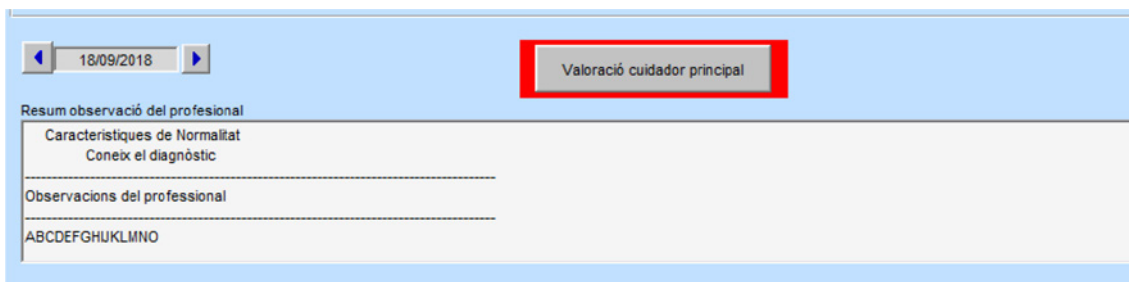 18/09/2018
Valoració cuidador principal
Resum observació del profesional
Caracteristiques de Normalitat
Coneix el diagnòstic
Observacions del professional
ABCDEFGHIJKLMNO